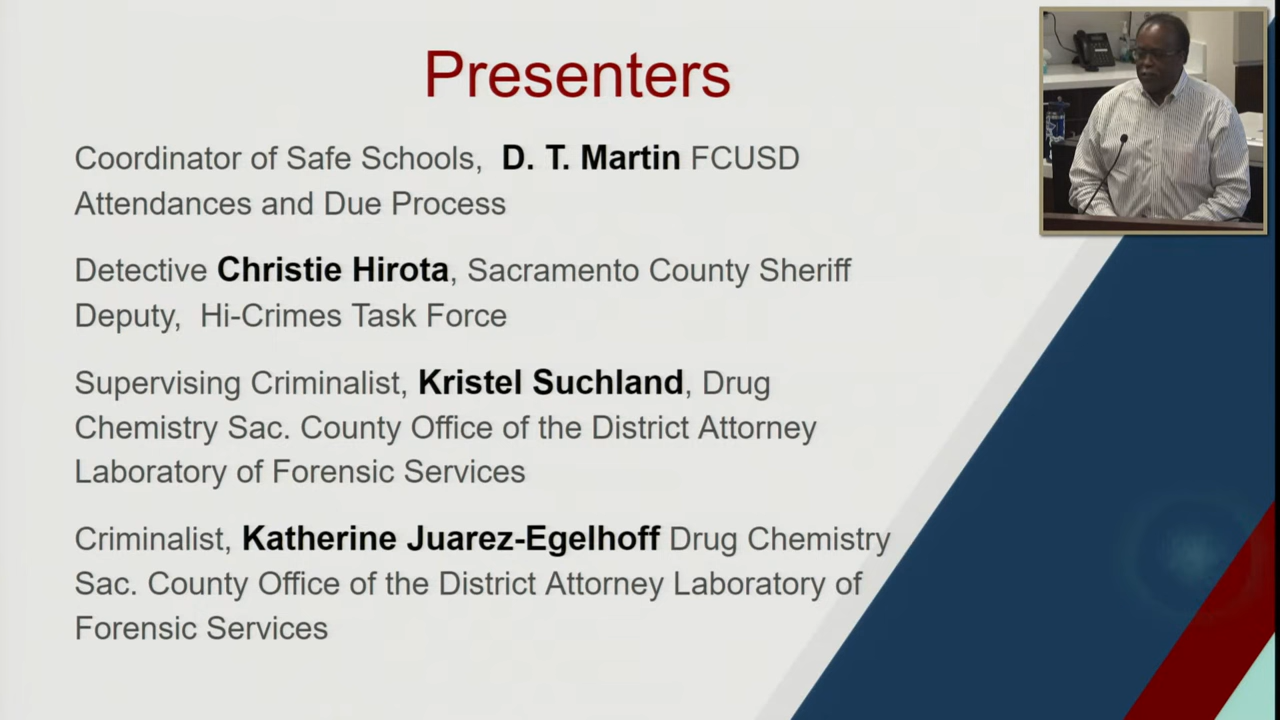 Presenters
Coordinator of Safe Schools, D. T. Martin FCUSD
Attendances and Due Process
Detective Christie Hirota, Sacramento County Sheriff
Deputy, Hi-Crimes Task Force
Supervising Criminalist, Kristel Suchland, Drug
Chemistry Sac. County Office of the District Attorney
Laboratory of Forensic Services
Criminalist, Katherine Juarez-Egelhoff Drug Chemistry
Sac. County Office of the District Attorney Laboratory of
Forensic Services